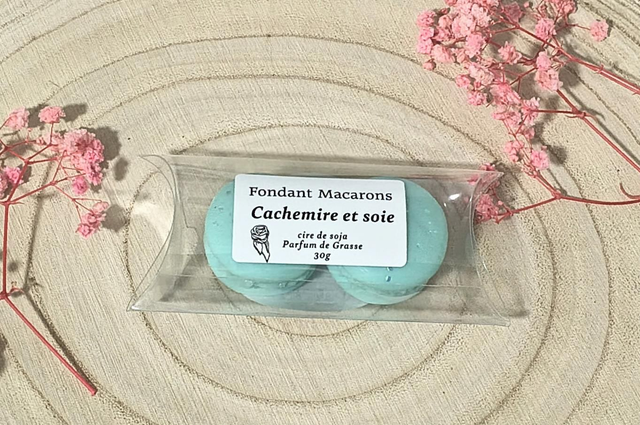 Fondant Macarons
Cachemire et soie
cire de soja
Parfum de Grasse
30g